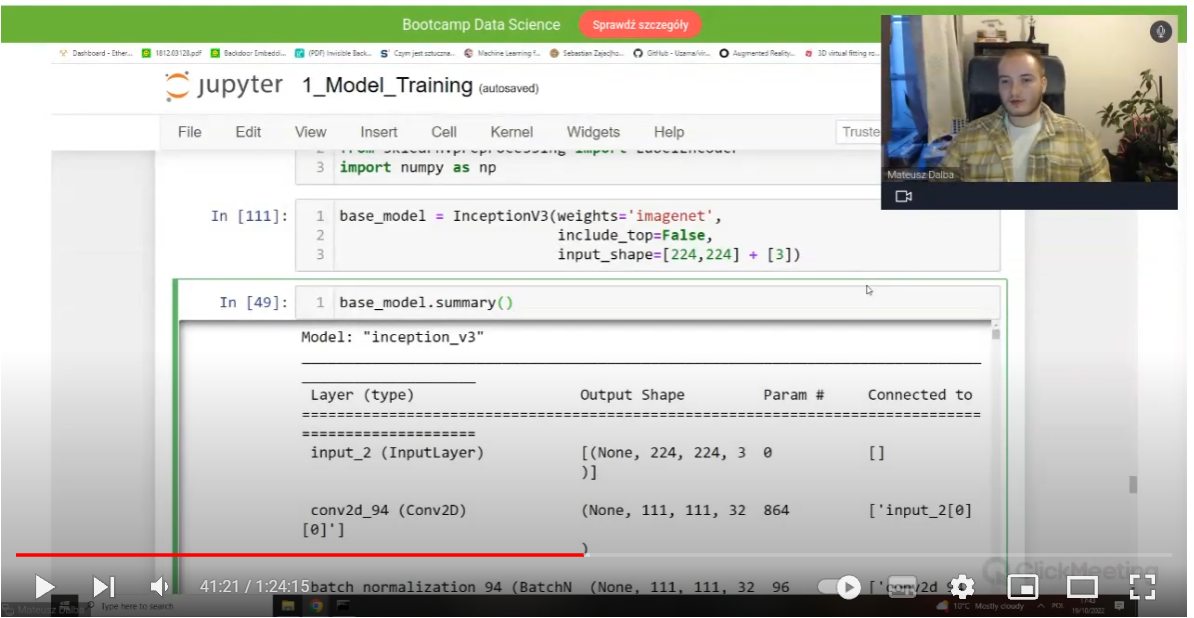 Bootcamp Data Science Sprawdź szczegóły
Dashboard - Ether... 1812.03128.pdf Backdoor Embeddi... (PDF) Invisible Back... Czym jest sztuczna... Machine Learning f... Sebastian Zajęcho... GitHub - Uzama/vir... Augmented Reality... 3D virtual fitting ro...
jupyter 1_Model_Training (autosaved)
File Edit View Insert Cell Kernel Widgets Help Truste
Mateusz Dalba
2 from sklearn.preprocessing import LabelEncoder
3 import numpy as np
In [111]: 1 base_model = InceptionV3(weights='imagenet',
2 include_top=False,
3 input_shape=[224,224] + [3])
In [49]: 1 base_model.summary()
Model: "inception_v3"
Layer (type) Output Shape Param # Connected to
input_2 (InputLayer) [(None, 224, 224, 3 0 []
)]
conv2d_94 (Conv2D) (None, 111, 111, 32 864 ['input_2[0]
[0]']
)
batch_normalization_94 (BatchN (None, 111, 111, 32 96 ['conv2d_94
41:21 / 1:24:15
ClickMeeting
Mateusz Dalba
Type here to search
10°C Mostly cloudy POL 17:42
19/10/2022